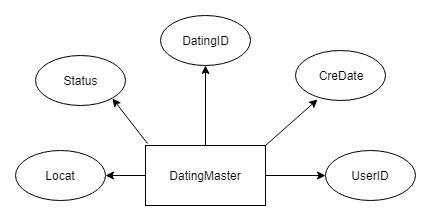 DatingID
Status
CreDate
Locat
DatingMaster
UserID